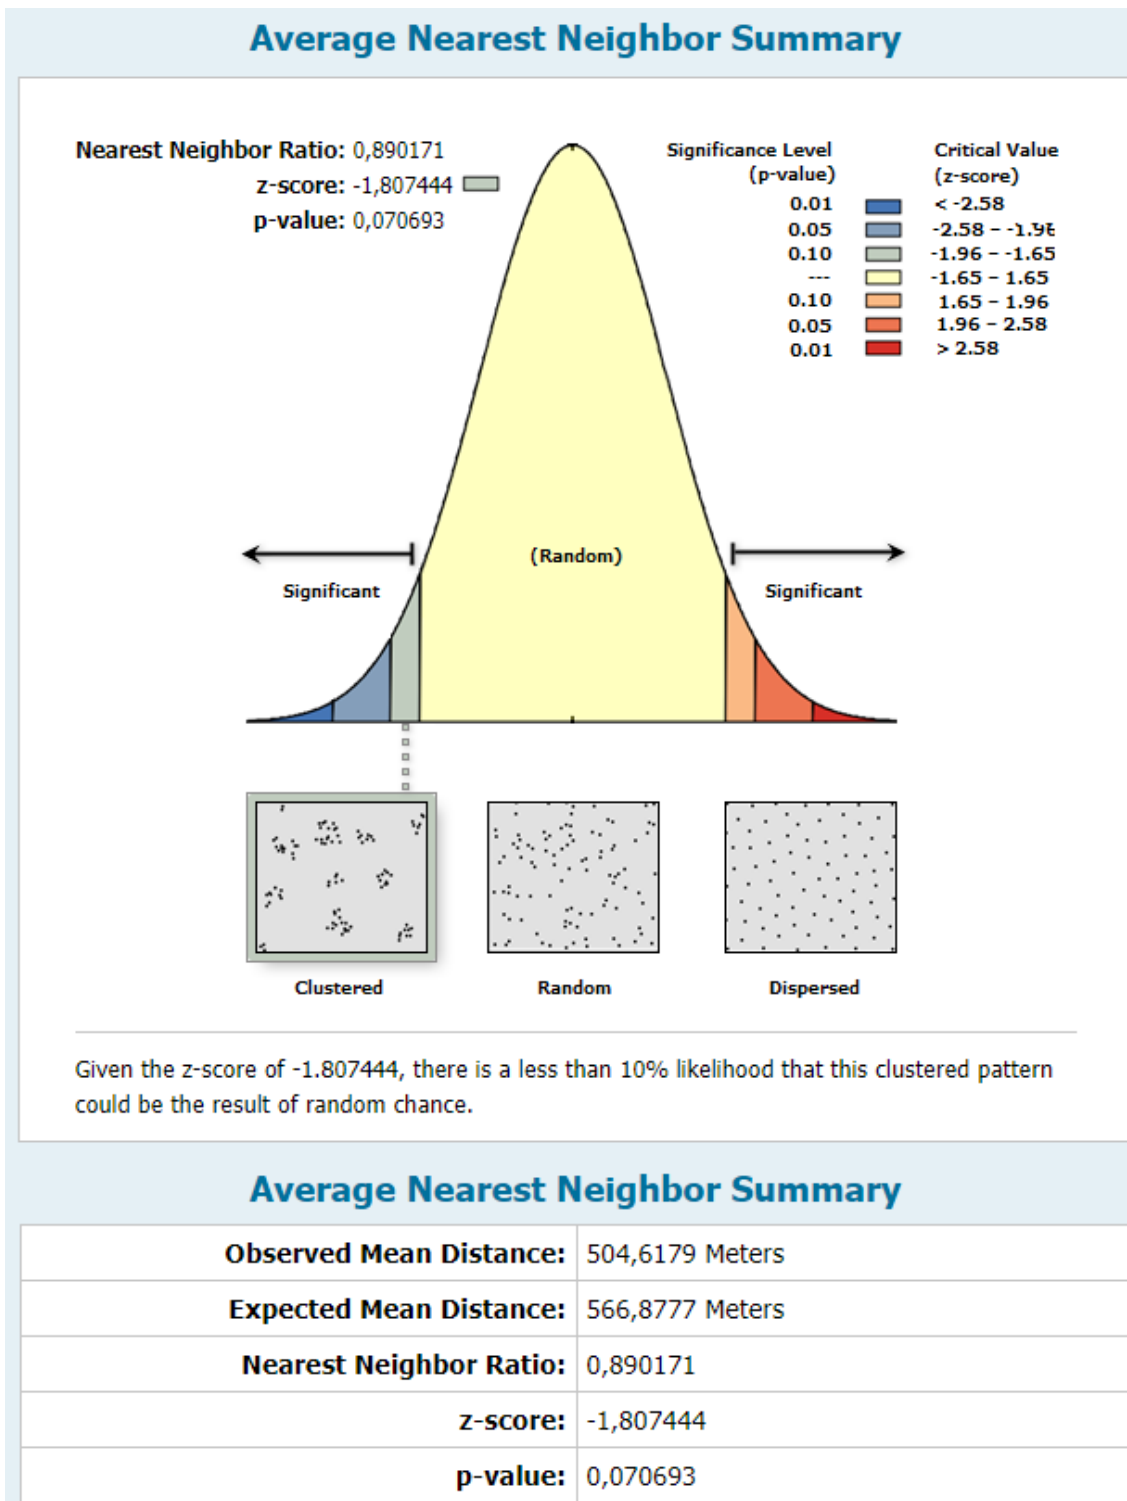 Average Nearest Neighbor Summary
Nearest Neighbor Ratio: 0,890171
z-score: -1,807444
p-value: 0,070693
Significance Level (p-value)
Critical Value (z-score)
0.01 < -2.58
0.05 -2.58 –
0.10 -1.96 – -1.65
--- -1.65 – 1.65
0.10 1.65 – 1.96
0.05 1.96 – 2.58
0.01 > 2.58
(Random)
Significant
Significant
Clustered
Random
Dispersed
Given the z-score of -1.807444, there is a less than 10% likelihood that this clustered pattern
could be the result of random chance.
Average Nearest Neighbor Summary
Observed Mean Distance: 504,6179 Meters
Expected Mean Distance: 566,8777 Meters
Nearest Neighbor Ratio: 0,890171
z-score: -1,807444
p-value: 0,070693